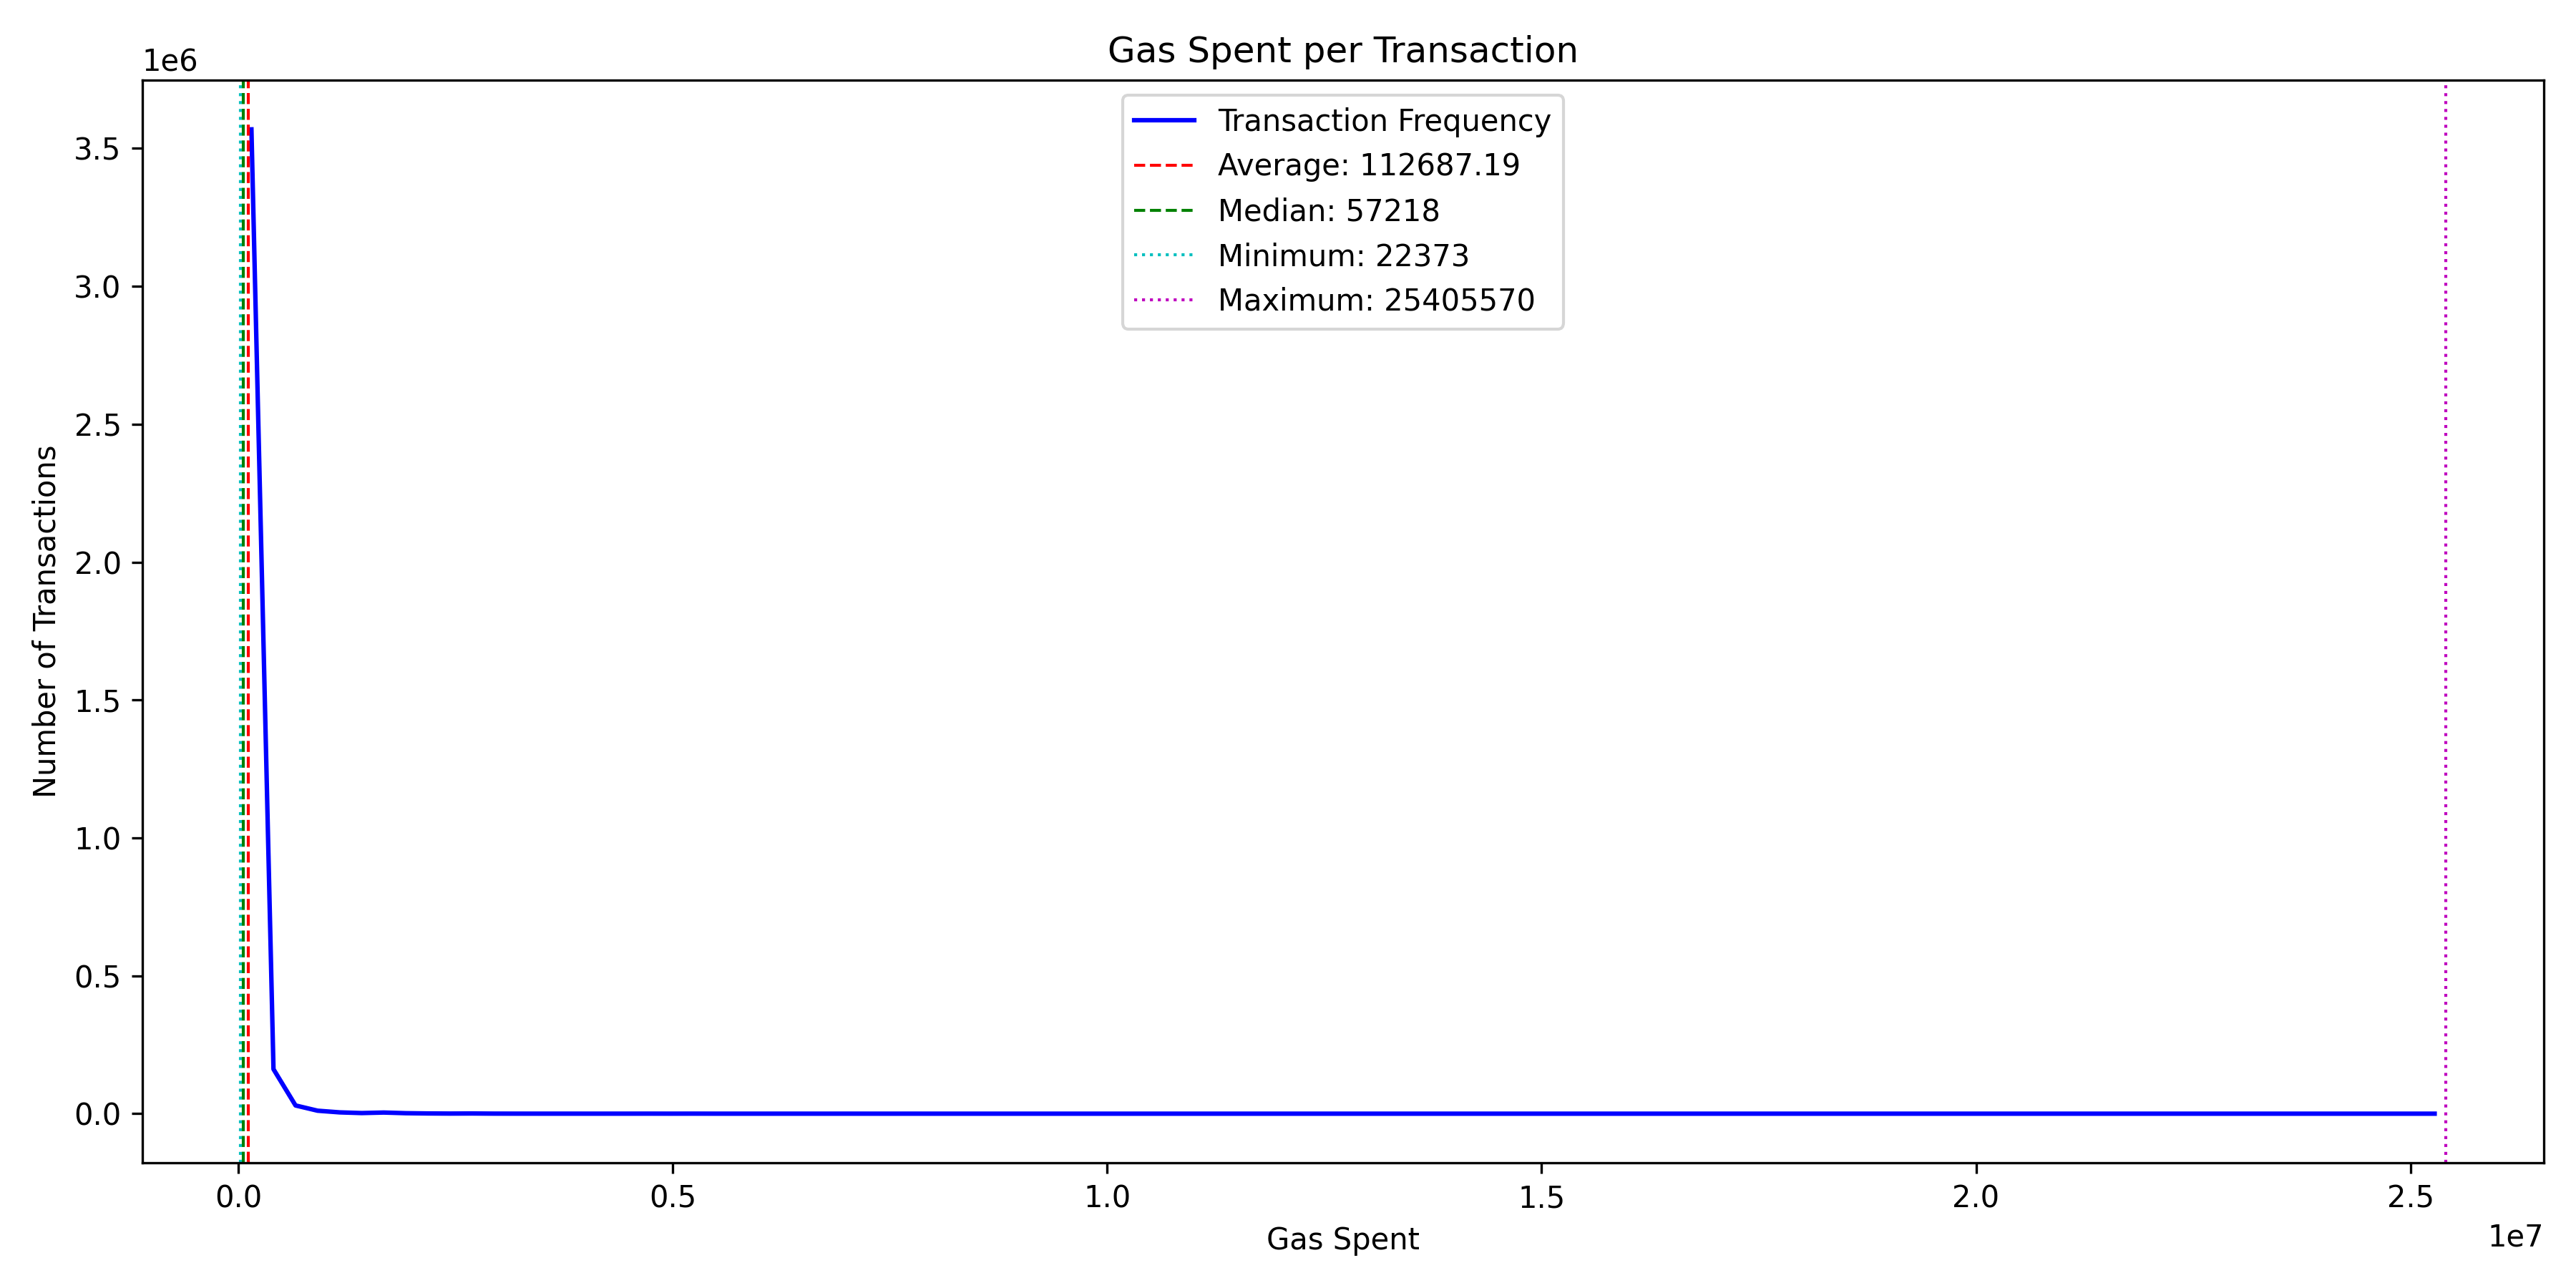 Gas Spent per Transaction
1e6
Transaction Frequency
Average: 112687.19
Median: 57218
Minimum: 22373
Maximum: 25405570
3.5
3.0
2.5
2.0
1.5
1.0
0.5
0.0
Number of Transactions
0.0 0.5 1.0 1.5 2.0 2.5
Gas Spent
1e7